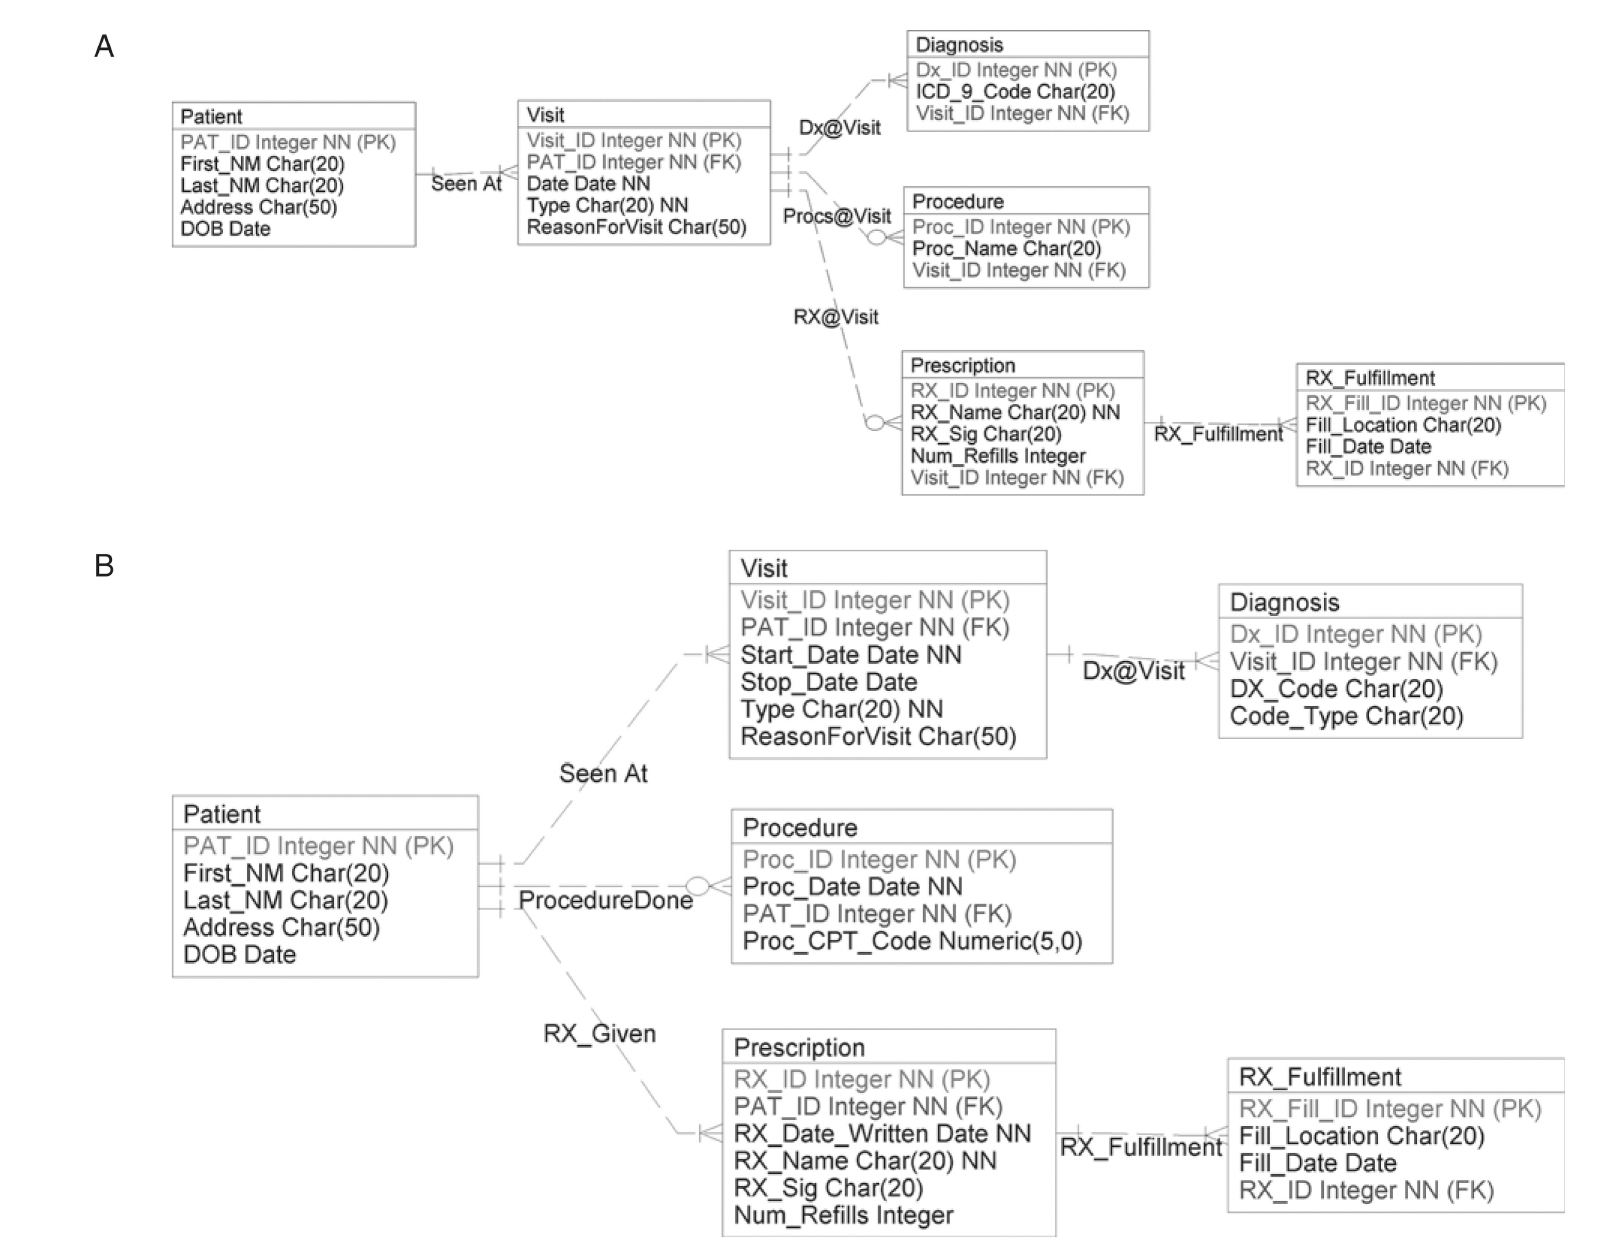 A
Patient
PAT_ID Integer NN (PK)
First_NM Char(20)
Last_NM Char(20)
Address Char(50)
DOB Date
Seen At
Visit
Visit_ID Integer NN (PK)
PAT_ID Integer NN (FK)
Date Date NN
Type Char(20) NN
ReasonForVisit Char(50)
Dx@Visit
Procs@Visit
RX@Visit
Diagnosis
Dx_ID Integer NN (PK)
ICD_9_Code Char(20)
Visit_ID Integer NN (FK)
Procedure
Proc_ID Integer NN (PK)
Proc_Name Char(20)
Visit_ID Integer NN (FK)
Prescription
RX_ID Integer NN (PK)
RX_Name Char(20) NN
RX_Sig Char(20)
Num_Refills Integer
Visit_ID Integer NN (FK)
RX_Fulfillment
RX_Fulfillment
RX_Fill_ID Integer NN (PK)
Fill_Location Char(20)
Fill_Date Date
RX_ID Integer NN (FK)
B
Patient
PAT_ID Integer NN (PK)
First_NM Char(20)
Last_NM Char(20)
Address Char(50)
DOB Date
Seen At
ProcedureDone
RX_Given
Visit
Visit_ID Integer NN (PK)
PAT_ID Integer NN (FK)
Start_Date Date NN
Stop_Date Date
Type Char(20) NN
ReasonForVisit Char(50)
Dx@Visit
Diagnosis
Dx_ID Integer NN (PK)
Visit_ID Integer NN (FK)
DX_Code Char(20)
Code_Type Char(20)
Procedure
Proc_ID Integer NN (PK)
Proc_Date Date NN
PAT_ID Integer NN (FK)
Proc_CPT_Code Numeric(5,0)
Prescription
RX_ID Integer NN (PK)
PAT_ID Integer NN (FK)
RX_Date_Written Date NN
RX_Name Char(20) NN
RX_Sig Char(20)
Num_Refills Integer
RX_Fulfillment
RX_Fulfillment
RX_Fill_ID Integer NN (PK)
Fill_Location Char(20)
Fill_Date Date
RX_ID Integer NN (FK)